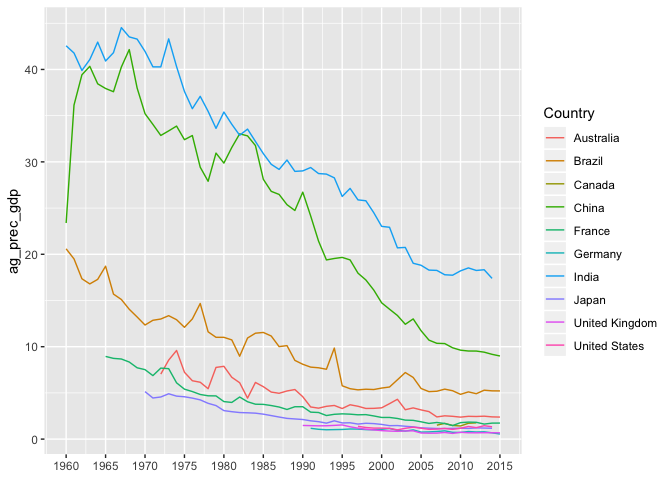 ag_prec_gdp
40
30
20
10
0
1960 1965 1970 1975 1980 1985 1990 1995 2000 2005 2010 2015
Country
Australia
Brazil
Canada
China
France
Germany
India
Japan
United Kingdom
United States